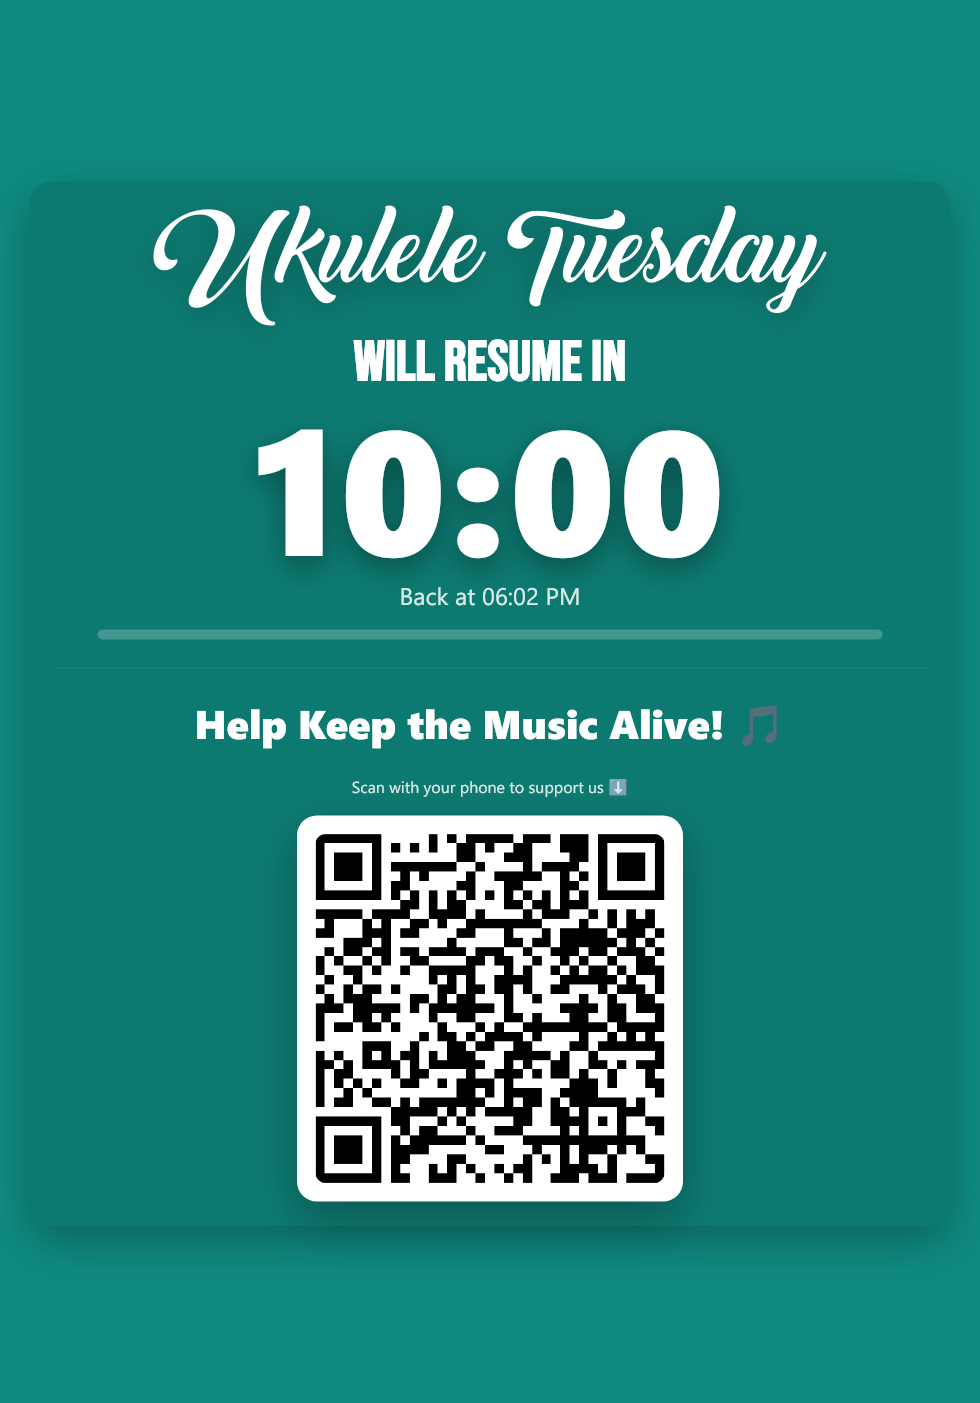 Ukulele Tuesday
WILL RESUME IN
10:00
Back at 06:02 PM
Help Keep the Music Alive! 🎵
Scan with your phone to support us ⬇️